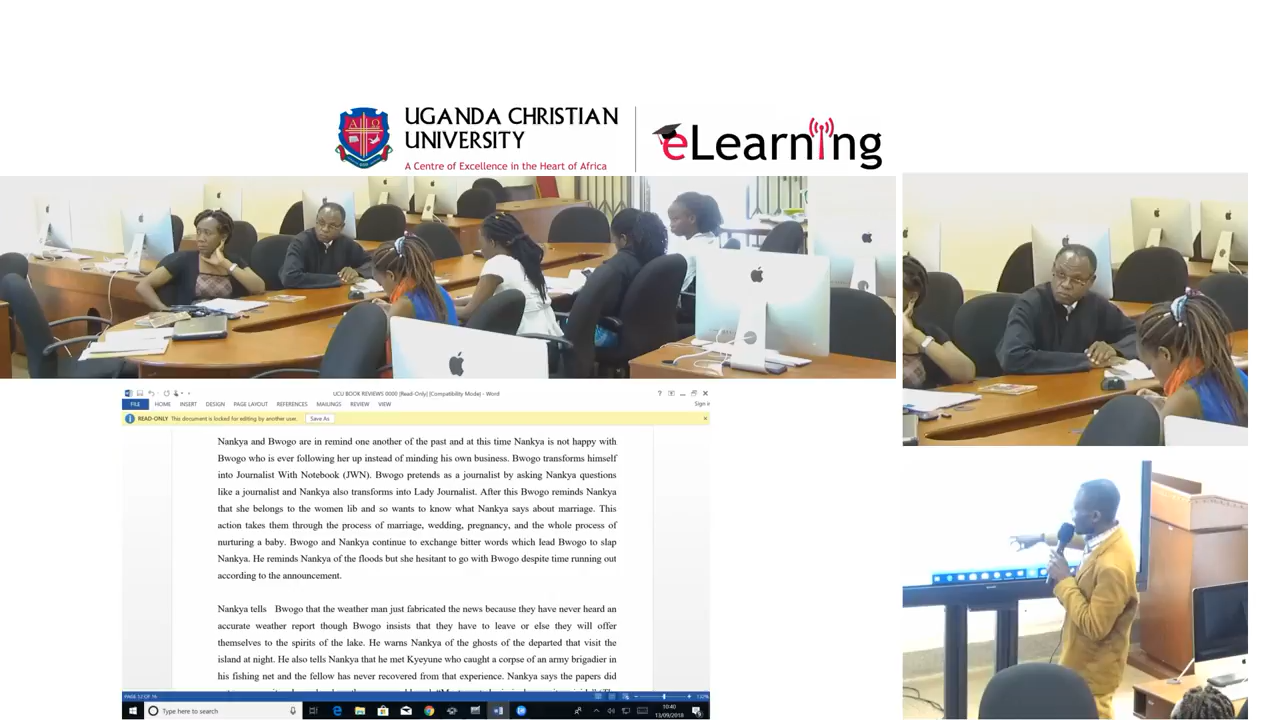 UGANDA CHRISTIAN
UNIVERSITY
A Centre of Excellence in the Heart of Africa
eLearning
UCU BOOK REVIEWS 0000 [Read-Only] [Compatibility Mode] - Word
FILE HOME INSERT DESIGN PAGE LAYOUT REFERENCES MAILINGS REVIEW VIEW Sign in
READ-ONLY This document is locked for editing by another user. Save As
Nankya and Bwogo are in remind one another of the past and at this time Nankya is not happy with
Bwogo who is ever following her up instead of minding his own business. Bwogo transforms himself
into Journalist With Notebook (JWN). Bwogo pretends as a journalist by asking Nankya questions
like a journalist and Nankya also transforms into Lady Journalist. After this Bwogo reminds Nankya
that she belongs to the women lib and so wants to know what Nankya says about marriage. This
action takes them through the process of marriage, wedding, pregnancy, and the whole process of
nurturing a baby. Bwogo and Nankya continue to exchange bitter words which lead Bwogo to slap
Nankya. He reminds Nankya of the floods but she hesitant to go with Bwogo despite time running out
according to the announcement.
Nankya tells Bwogo that the weather man just fabricated the news because they have never heard an
accurate weather report though Bwogo insists that they have to leave or else they will offer
themselves to the spirits of the lake. He warns Nankya of the ghosts of the departed that visit the
island at night. He also tells Nankya that he met Kyeyune who caught a corpse of an army brigadier in
his fishing net and the fellow has never recovered from that experience. Nankya says the papers did
Type here to search
10:40
13/09/2018